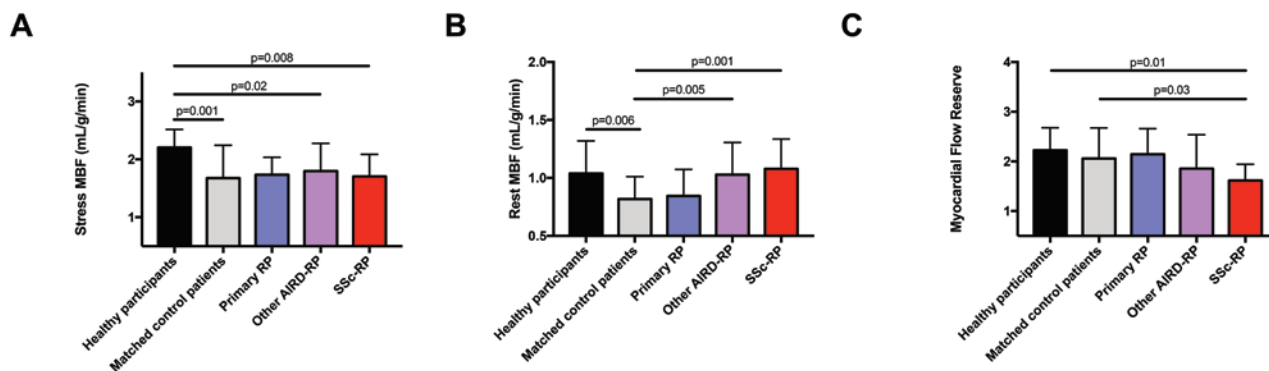 A
Stress MBF (mL/g/min)
3
2
1
p=0.008
p=0.02
p=0.001
Healthy participants
Matched control patients
Primary RP
Other AIRD-RP
SSc-RP
B
Rest MBF (mL/g/min)
2.0
1.5
1.0
0.5
p=0.001
p=0.005
p=0.006
Healthy participants
Matched control patients
Primary RP
Other AIRD-RP
SSc-RP
C
Myocardial Flow Reserve
4
3
2
1
p=0.01
p=0.03
Healthy participants
Matched control patients
Primary RP
Other AIRD-RP
SSc-RP